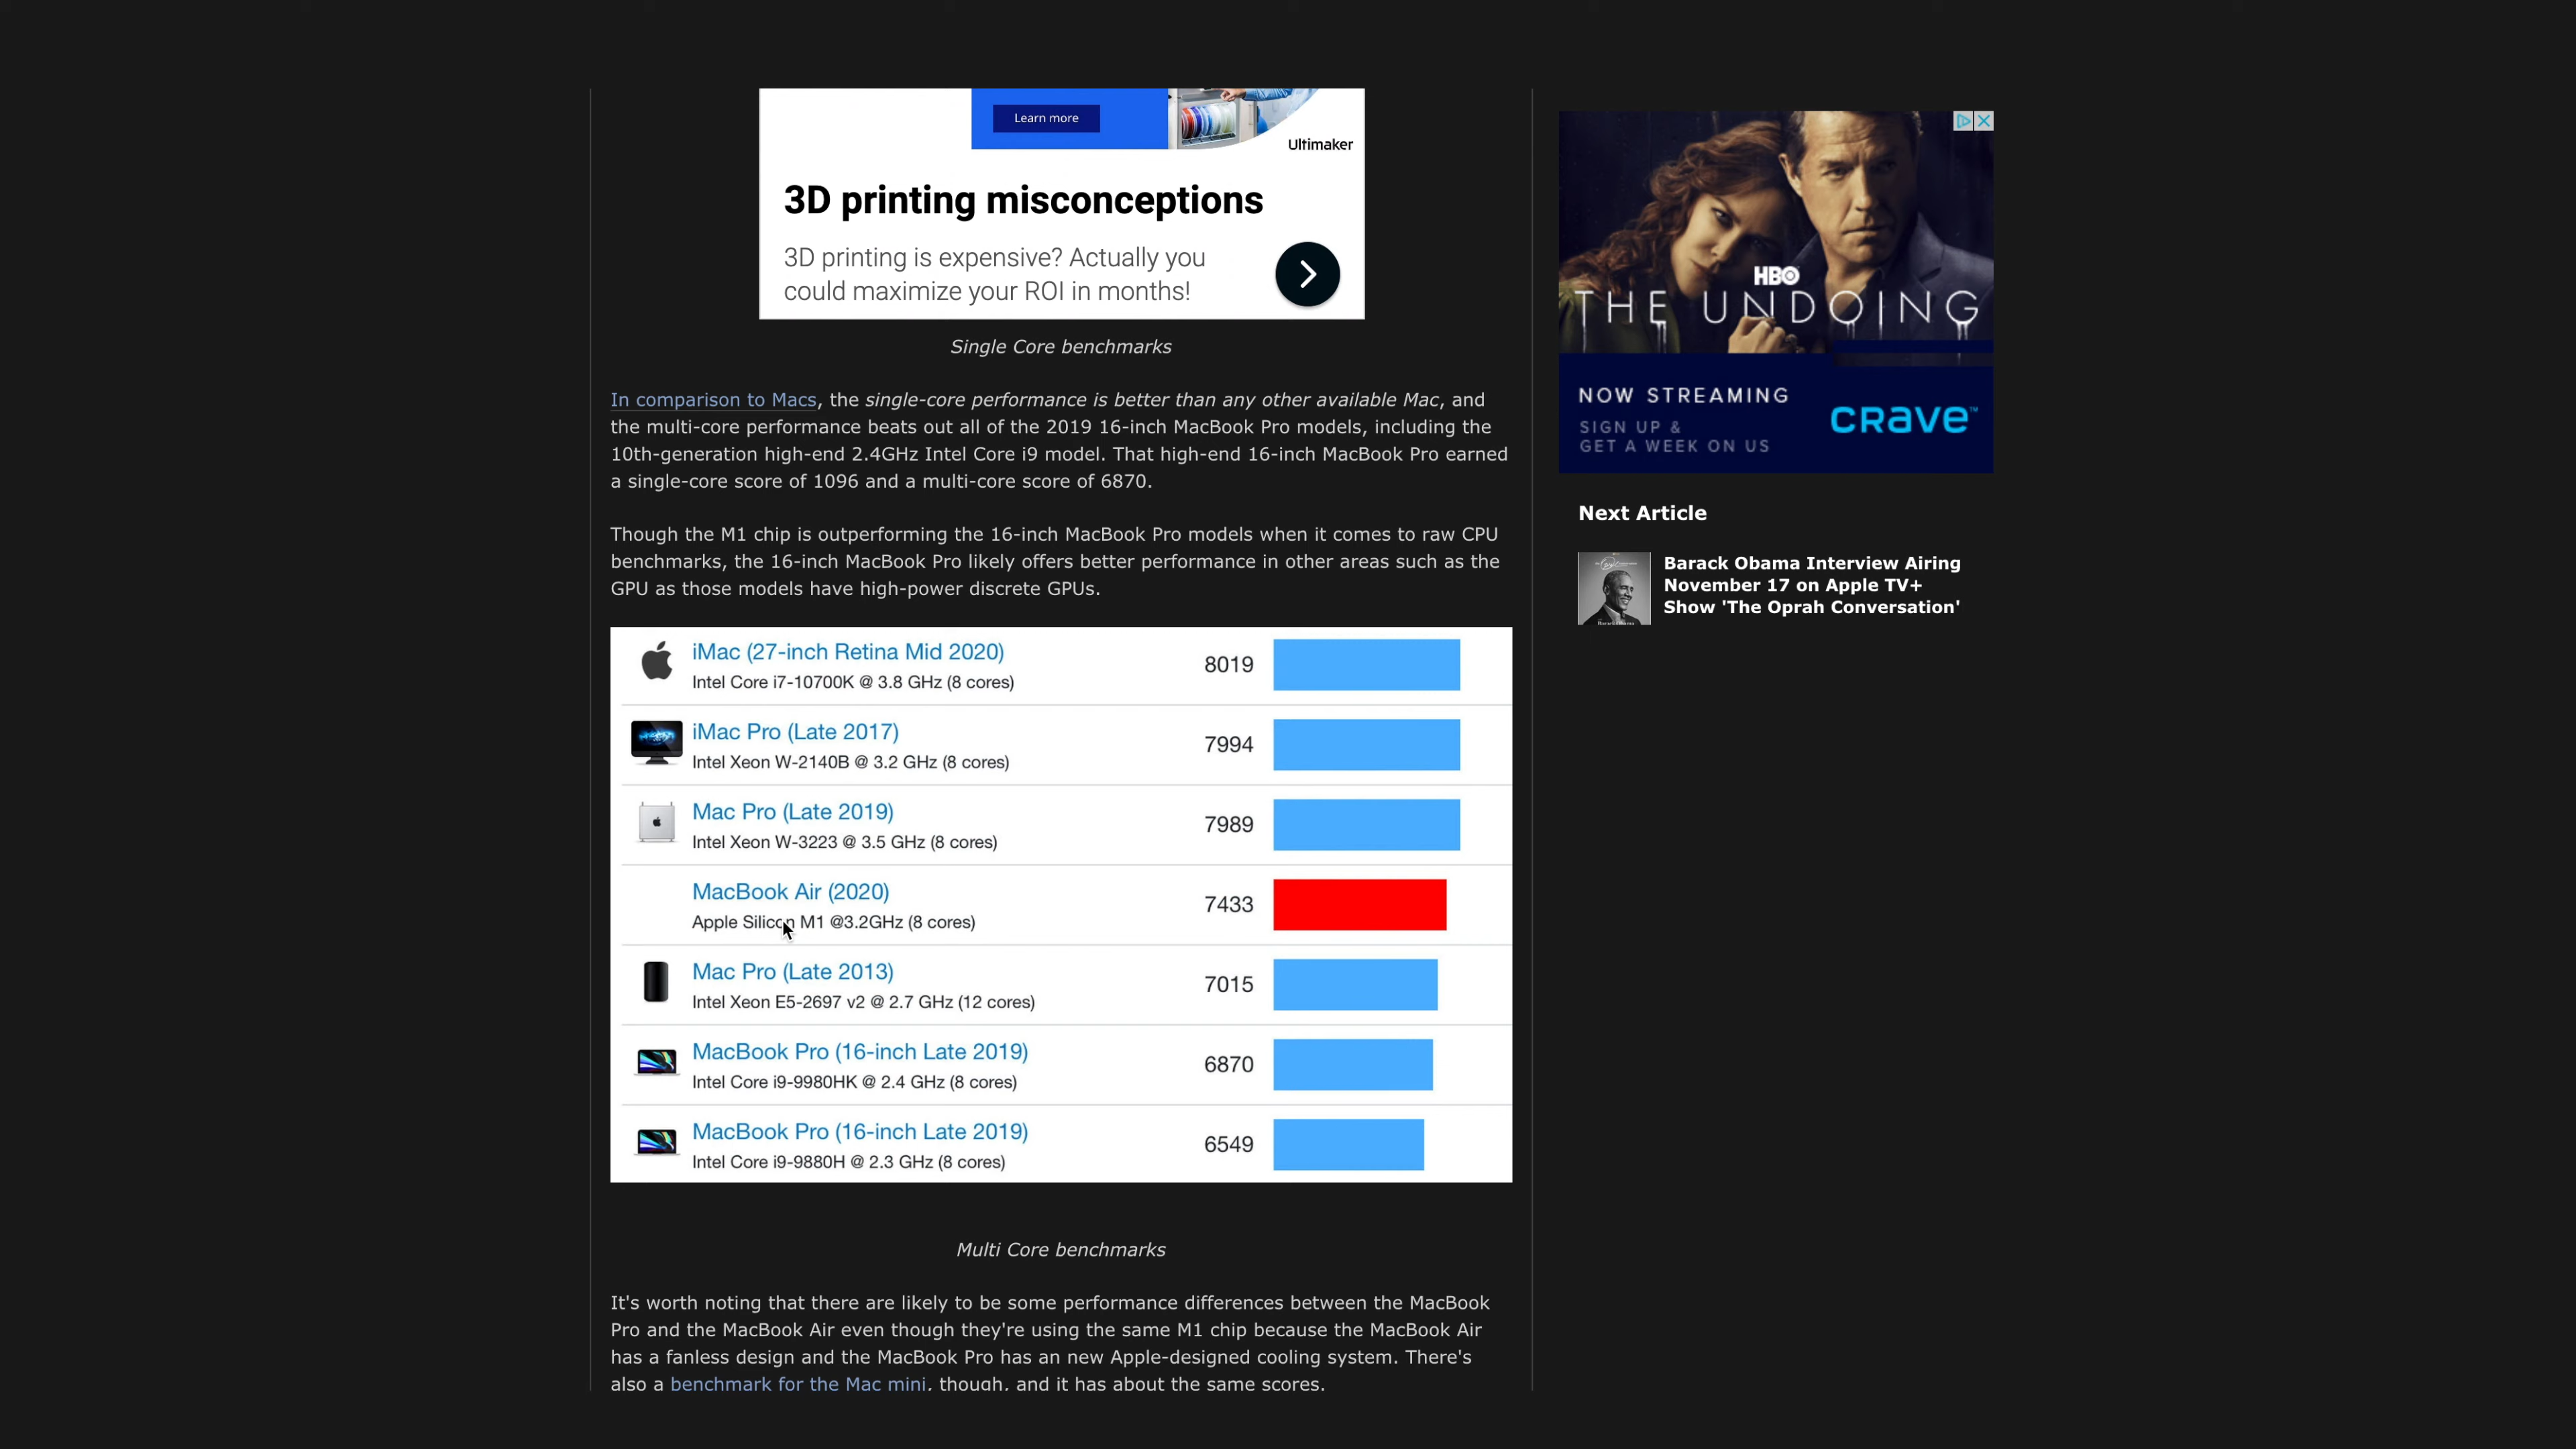 Learn more
Ultimaker
3D printing misconceptions
3D printing is expensive? Actually you
could maximize your ROI in months!
Single Core benchmarks
In comparison to Macs, the single-core performance is better than any other available Mac, and
the multi-core performance beats out all of the 2019 16-inch MacBook Pro models, including the
10th-generation high-end 2.4GHz Intel Core i9 model. That high-end 16-inch MacBook Pro earned
a single-core score of 1096 and a multi-core score of 6870.
Though the M1 chip is outperforming the 16-inch MacBook Pro models when it comes to raw CPU
benchmarks, the 16-inch MacBook Pro likely offers better performance in other areas such as the
GPU as those models have high-power discrete GPUs.
iMac (27-inch Retina Mid 2020)
Intel Core i7-10700K @ 3.8 GHz (8 cores)
8019
iMac Pro (Late 2017)
Intel Xeon W-2140B @ 3.2 GHz (8 cores)
7994
Mac Pro (Late 2019)
Intel Xeon W-3223 @ 3.5 GHz (8 cores)
7989
MacBook Air (2020)
Apple Silicon M1 @3.2GHz (8 cores)
7433
Mac Pro (Late 2013)
Intel Xeon E5-2697 v2 @ 2.7 GHz (12 cores)
7015
MacBook Pro (16-inch Late 2019)
Intel Core i9-9980HK @ 2.4 GHz (8 cores)
6870
MacBook Pro (16-inch Late 2019)
Intel Core i9-9880H @ 2.3 GHz (8 cores)
6549
Multi Core benchmarks
It's worth noting that there are likely to be some performance differences between the MacBook
Pro and the MacBook Air even though they're using the same M1 chip because the MacBook Air
has a fanless design and the MacBook Pro has an new Apple-designed cooling system. There's
also a benchmark for the Mac mini, though, and it has about the same scores.
HBO
THE UNDOING
NOW STREAMING
SIGN UP &
GET A WEEK ON US
CRAVE™
Next Article
Barack Obama Interview Airing
November 17 on Apple TV+
Show 'The Oprah Conversation'